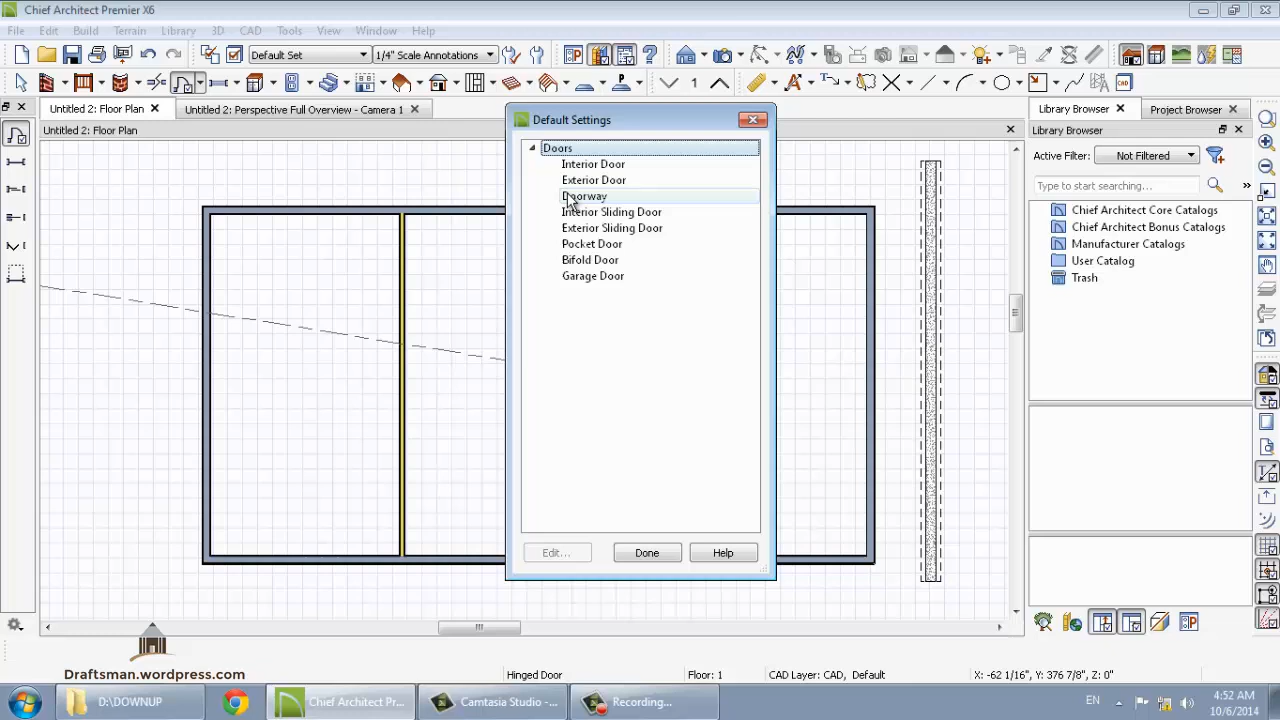 Chief Architect Premier X6
File Edit Build Terrain Library 3D CAD Tools View Window Help
Default Set
1/4" Scale Annotations
Untitled 2: Floor Plan
Untitled 2: Perspective Full Overview - Camera 1
Untitled 2: Floor Plan
Default Settings
Doors
Interior Door
Exterior Door
Doorway
Interior Sliding Door
Exterior Sliding Door
Pocket Door
Bifold Door
Garage Door
Edit...
Done
Help
Library Browser
Project Browser
Library Browser
Active Filter:
Not Filtered
Type to start searching
Chief Architect Core Catalogs
Chief Architect Bonus Catalogs
Manufacturer Catalogs
User Catalog
Trash
Draftsman.wordpress.com
Hinged Door
Floor: 1
CAD Layer: CAD, Default
X: -62 1/16", Y: 376 7/8", Z: 0"
D:\DOWNUP
Chief Architect Pr...
Camtasia Studio -...
Recording...
EN
4:52 AM
10/6/2014